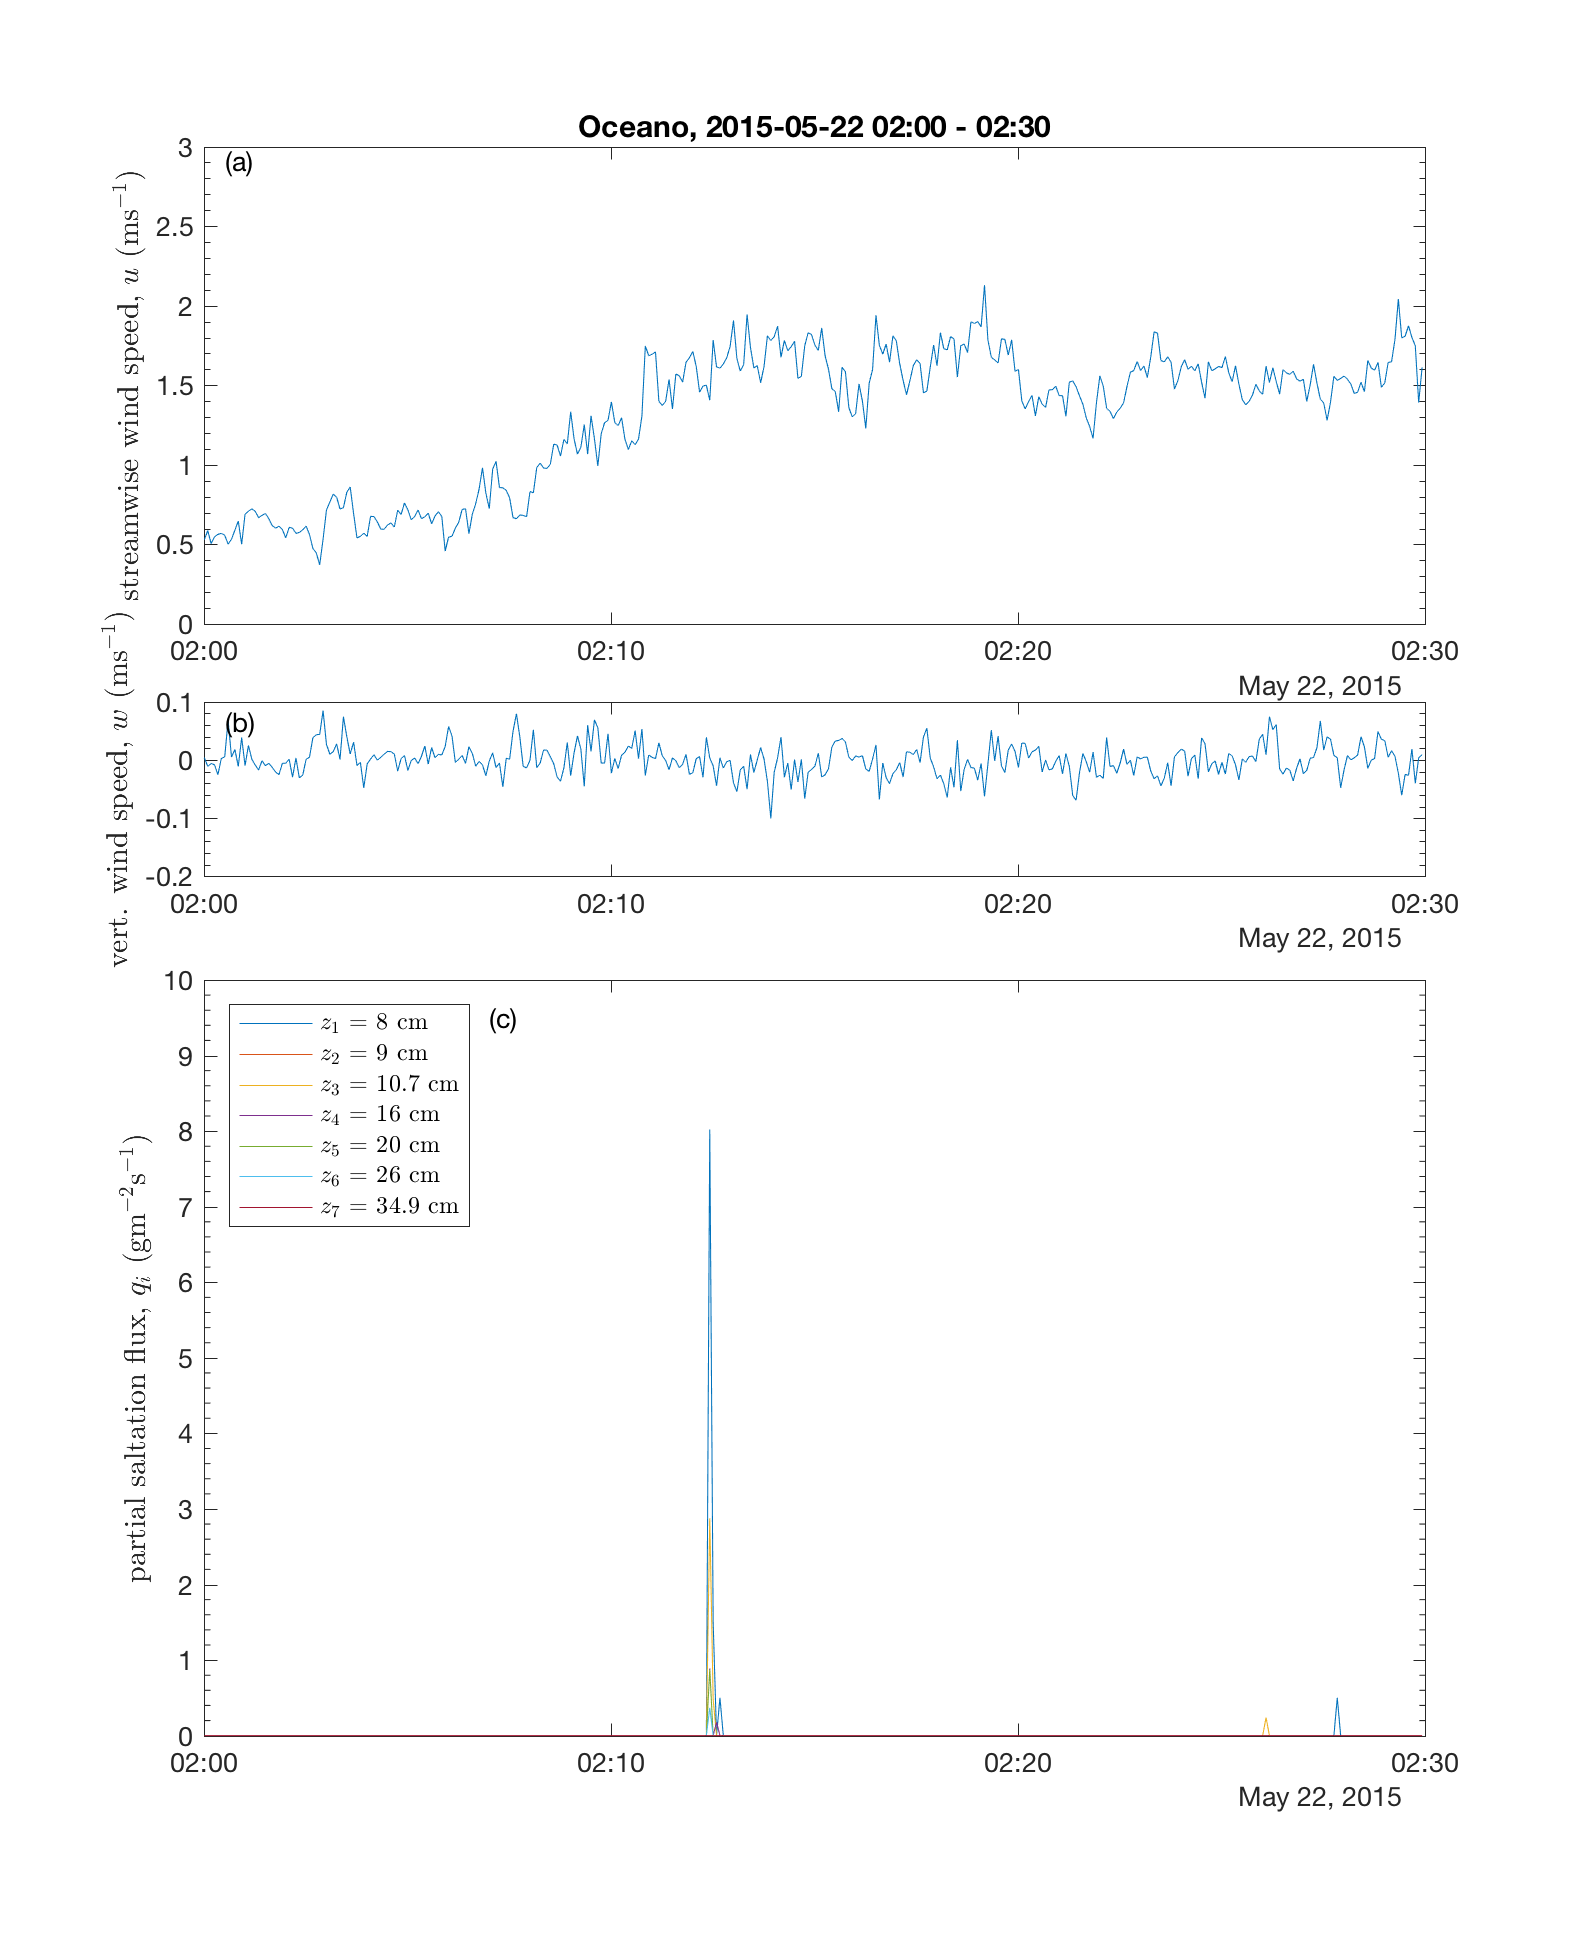 Oceano, 2015-05-22 02:00 - 02:30
(a)
streamwise wind speed, u (ms⁻¹)
3
2.5
2
1.5
1
0.5
0
02:00 02:10 02:20 02:30
May 22, 2015
(b)
vert. wind speed, w (ms⁻¹)
0.1
0
-0.1
-0.2
02:00 02:10 02:20 02:30
May 22, 2015
(c)
partial saltation flux, qᵢ (gm⁻²s⁻¹)
10
9
8
7
6
5
4
3
2
1
0
z₁ = 8 cm
z₂ = 9 cm
z₃ = 10.7 cm
z₄ = 16 cm
z₅ = 20 cm
z₆ = 26 cm
z₇ = 34.9 cm
02:00 02:10 02:20 02:30
May 22, 2015